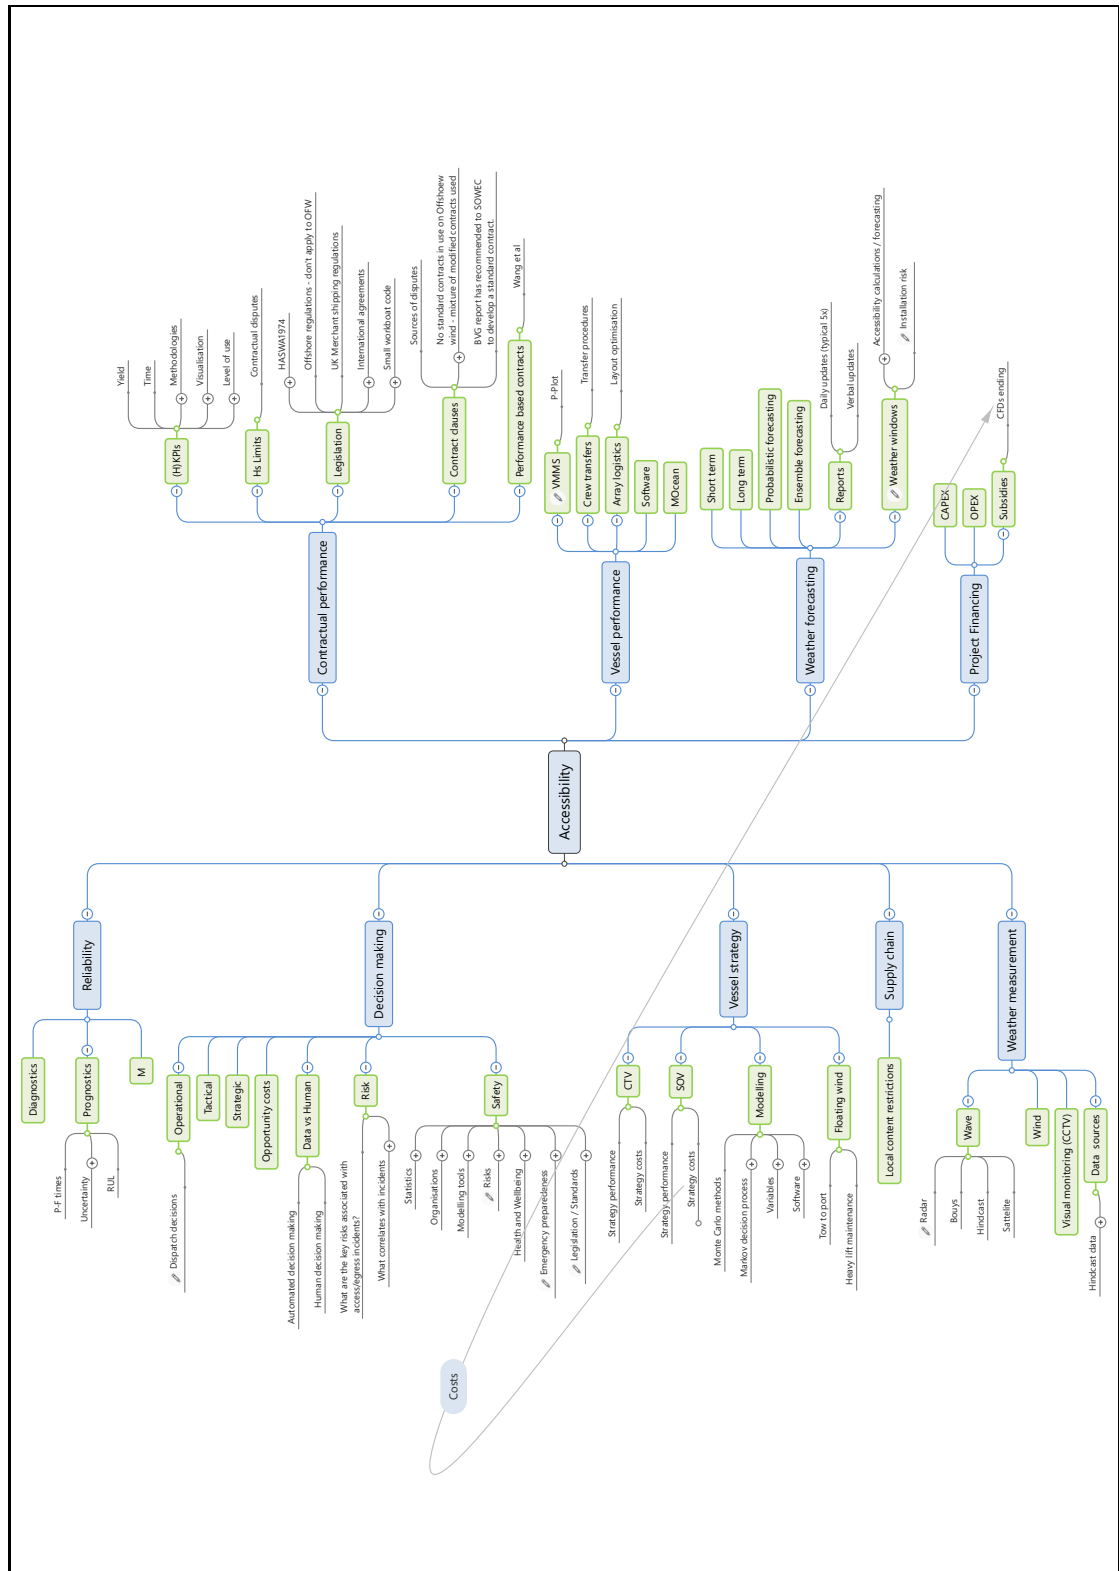 Accessibility
Reliability
Diagnostics
Prognostics
P-F times
Uncertainty
RUL
M
Decision making
Operational
Dispatch decisions
Tactical
Strategic
Opportunity costs
Data vs Human
Automated decision making
Human decision making
Risk
What are the key risks associated with
access/egress incidents?
What correlates with incidents
Safety
Statistics
Organisations
Modelling tools
Risks
Health and Wellbeing
Emergency preparedeness
Legislation / Standards
Vessel strategy
CTV
Strategy performance
Strategy costs
SOV
Strategy performance
Strategy costs
Modelling
Monte Carlo methods
Markov decision process
Variables
Software
Floating wind
Tow to port
Heavy lift maintenance
Supply chain
Local content restrictions
Weather measurement
Wave
Radar
Bouys
Hindcast
Sattelite
Wind
Visual monitoring (CCTV)
Data sources
Hindcast data
Costs
Contractual performance
(H) KPIs
Yield
Time
Methodologies
Visualisation
Level of use
Hs Limits
Contractual disputes
Legislation
HASWA1974
Offshore regulations - don't apply to OFW
UK Merchant shipping regulations
International agreements
Small workboat code
Contract clauses
Sources of disputes
No standard contracts in use on Offshoew
wind - mixture of modified contracts used
BVG report has recommended to SOWEC
to develop a standard contract.
Performance based contracts
Wang et al
Vessel performance
VMMS
P-Plot
Crew transfers
Transfer procedures
Array logistics
Layout optimisation
Software
MOcean
Weather forecasting
Short term
Long term
Probabilistic forecasting
Ensemble forecasting
Reports
Daily updates (typical 5x)
Verbal updates
Weather windows
Accessibility calculations / forecasting
Installation risk
Project Financing
CAPEX
OPEX
Subsidies
CFDs ending